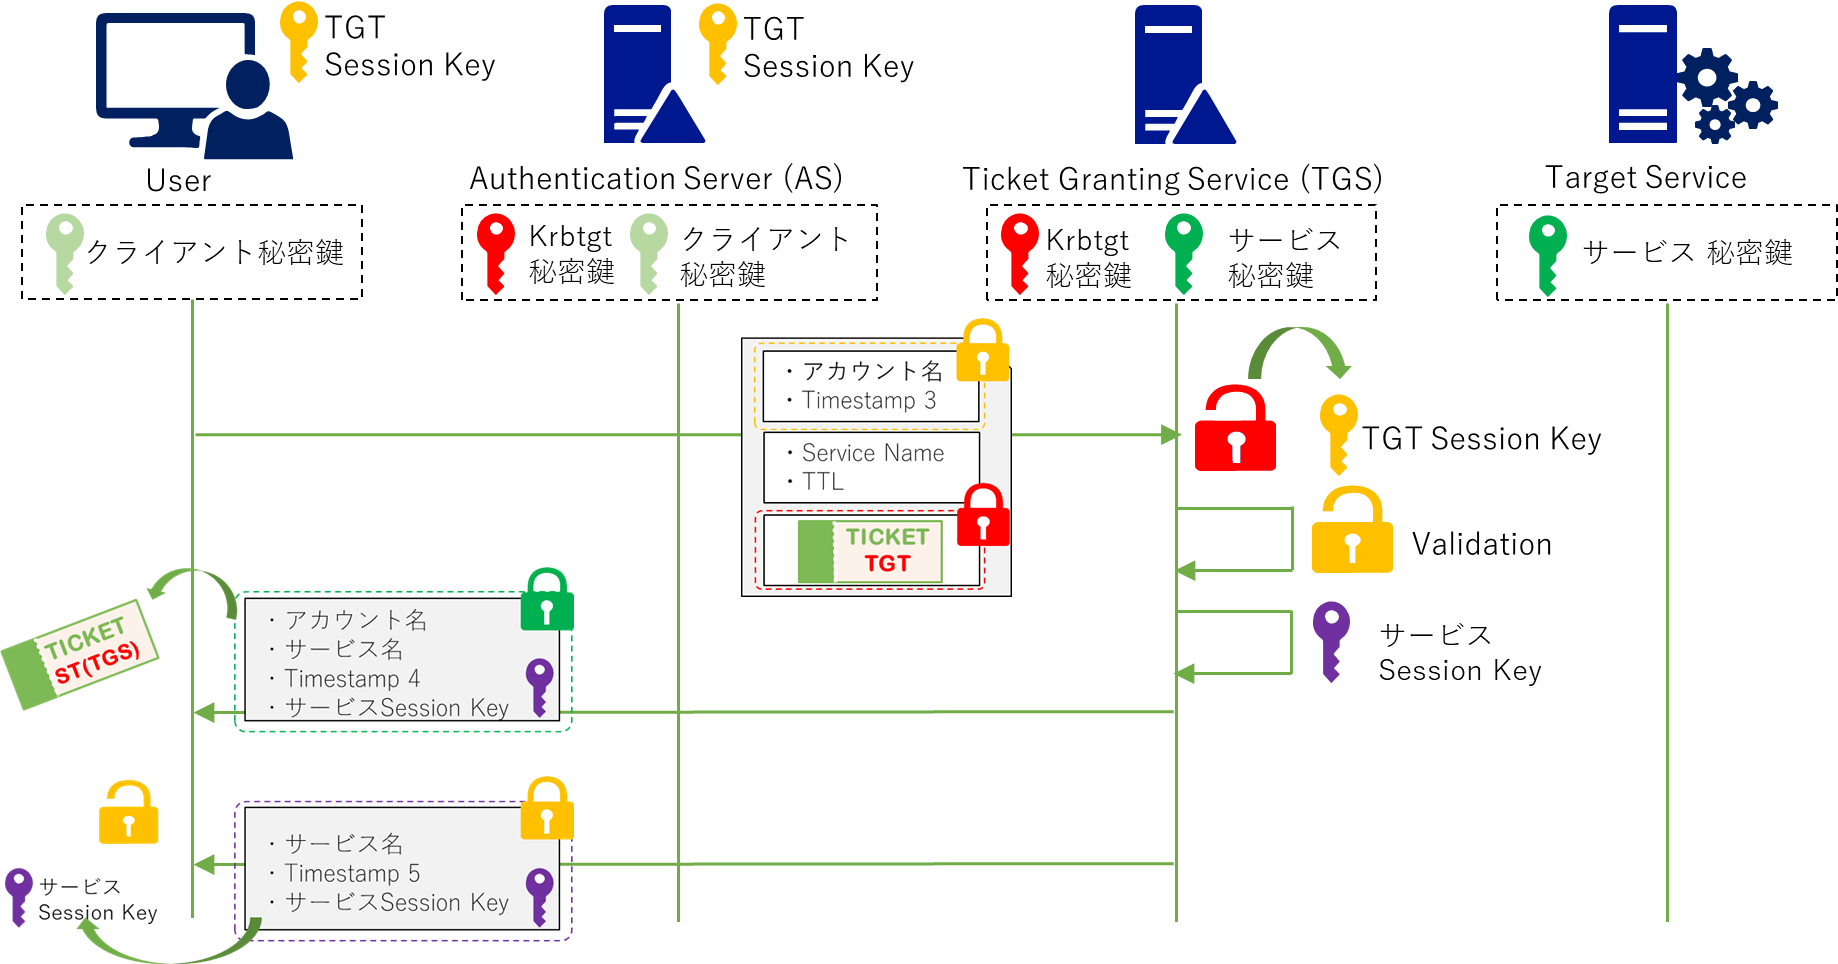 TGT
Session Key
TGT
Session Key
User
Authentication Server (AS)
Ticket Granting Service (TGS)
Target Service
クライアント秘密鍵
Krbtgt
秘密鍵
クライアント
秘密鍵
Krbtgt
秘密鍵
サービス
秘密鍵
サービス 秘密鍵
・アカウント名
・Timestamp 3
・Service Name
・TTL
TICKET
TGT
TGT Session Key
Validation
サービス
Session Key
TICKET
ST(TGS)
・アカウント名
・サービス名
・Timestamp 4
・サービスSession Key
・サービス名
・Timestamp 5
・サービスSession Key
サービス
Session Key